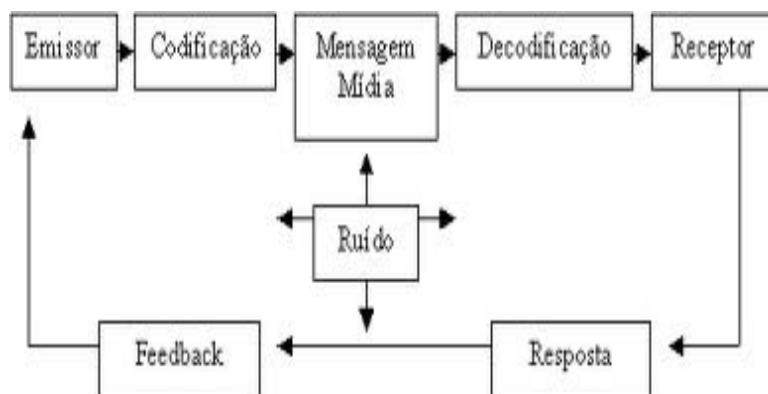 Emissor
Codificação
Mensagem
Mídia
Decodificação
Receptor
Ruído
Feedback
Resposta